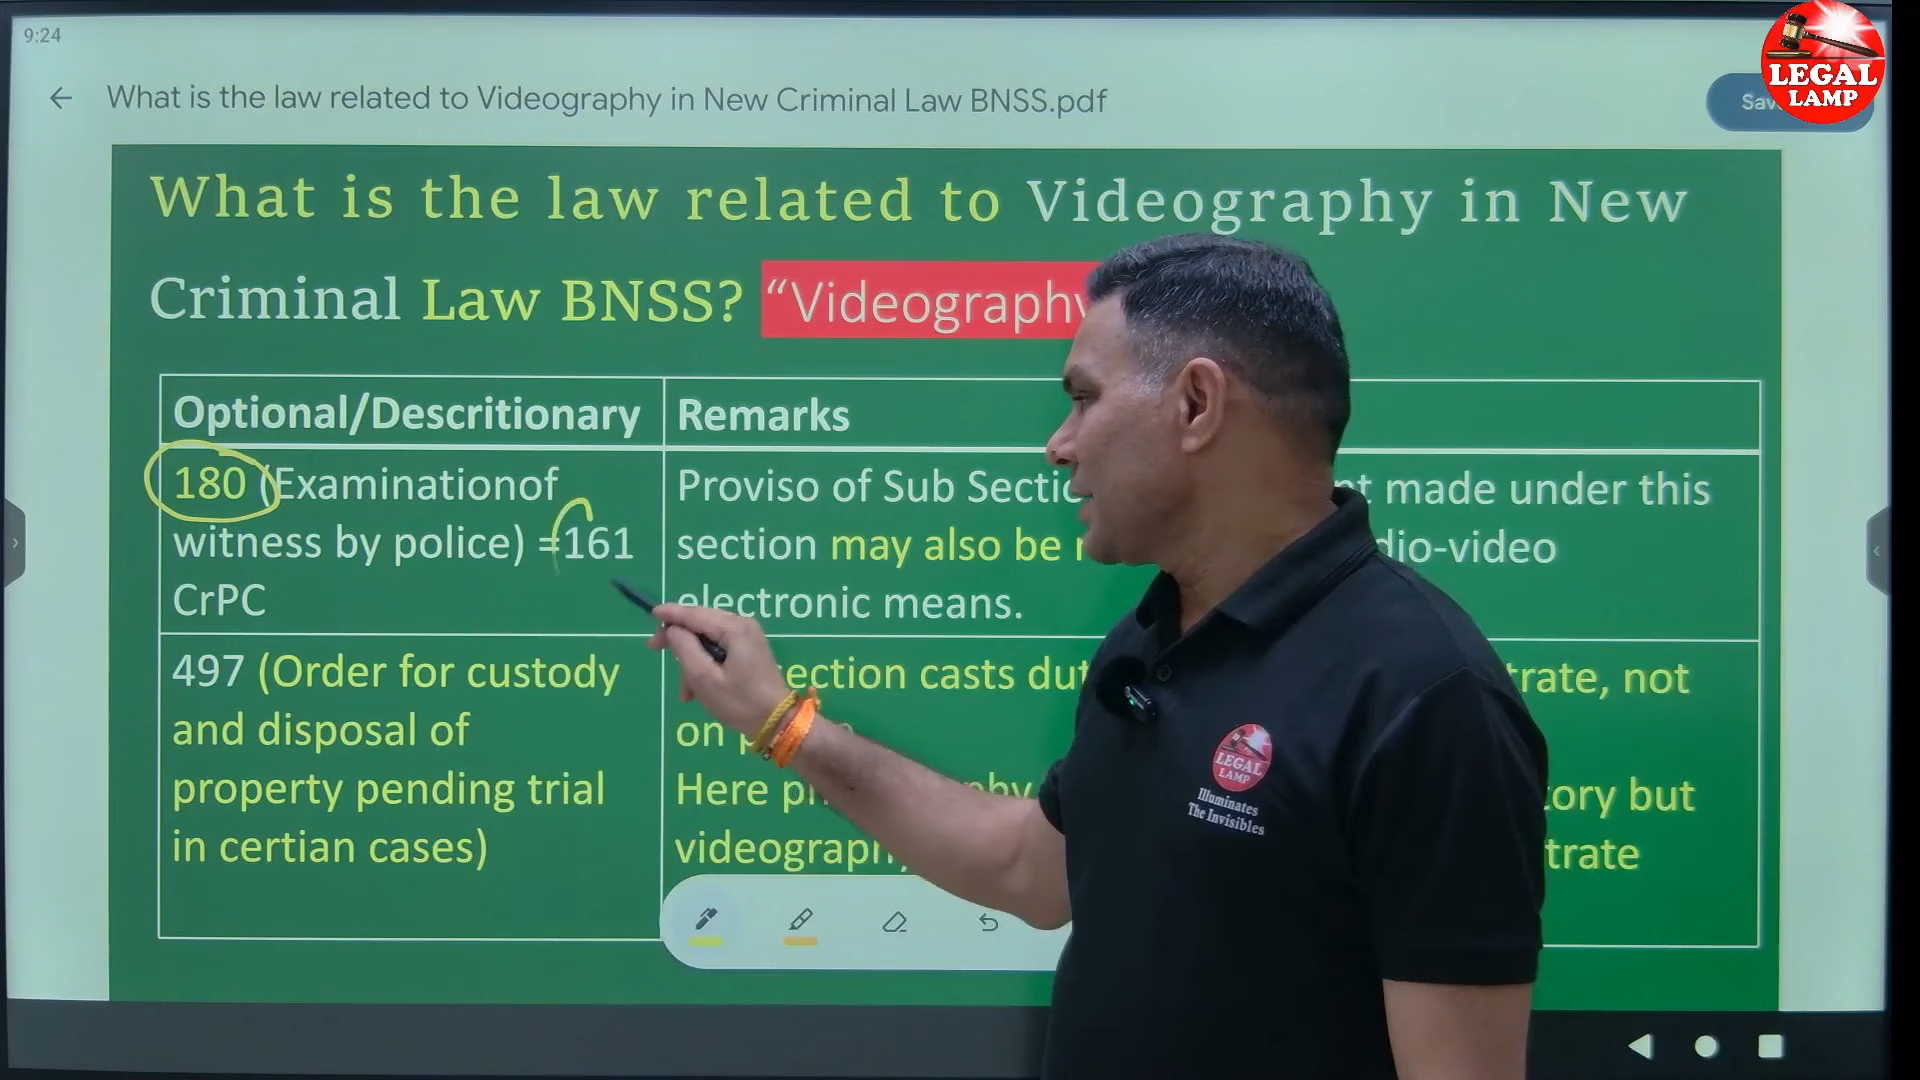 9:24
What is the law related to Videography in New Criminal Law BNSS.pdf
LEGAL
LAMP
What is the law related to Videography in New
Criminal Law BNSS? “Videography
Optional/Descritionary
Remarks
180 (Examinationof
witness by police) =161
CrPC
Proviso of Sub Sectio made under this
section may also be dio-video
electronic means.
497 (Order for custody
and disposal of
property pending trial
in certian cases)
section casts dut trate, not
on
Here tory but
videography trate
LEGAL
LAMP
Illuminates
The Invisibles